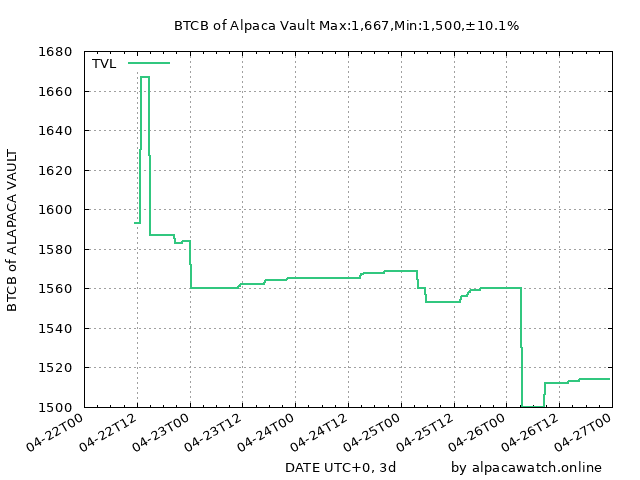 BTCB of Alpaca Vault Max:1,667,Min:1,500,±10.1%
TVL
BTCB of ALAPACA VAULT
1680
1660
1640
1620
1600
1580
1560
1540
1520
1500
04-22T00
04-22T12
04-23T00
04-23T12
04-24T00
04-24T12
04-25T00
04-25T12
04-26T00
04-26T12
04-27T00
DATE UTC+0, 3d
by alpacawatch.online